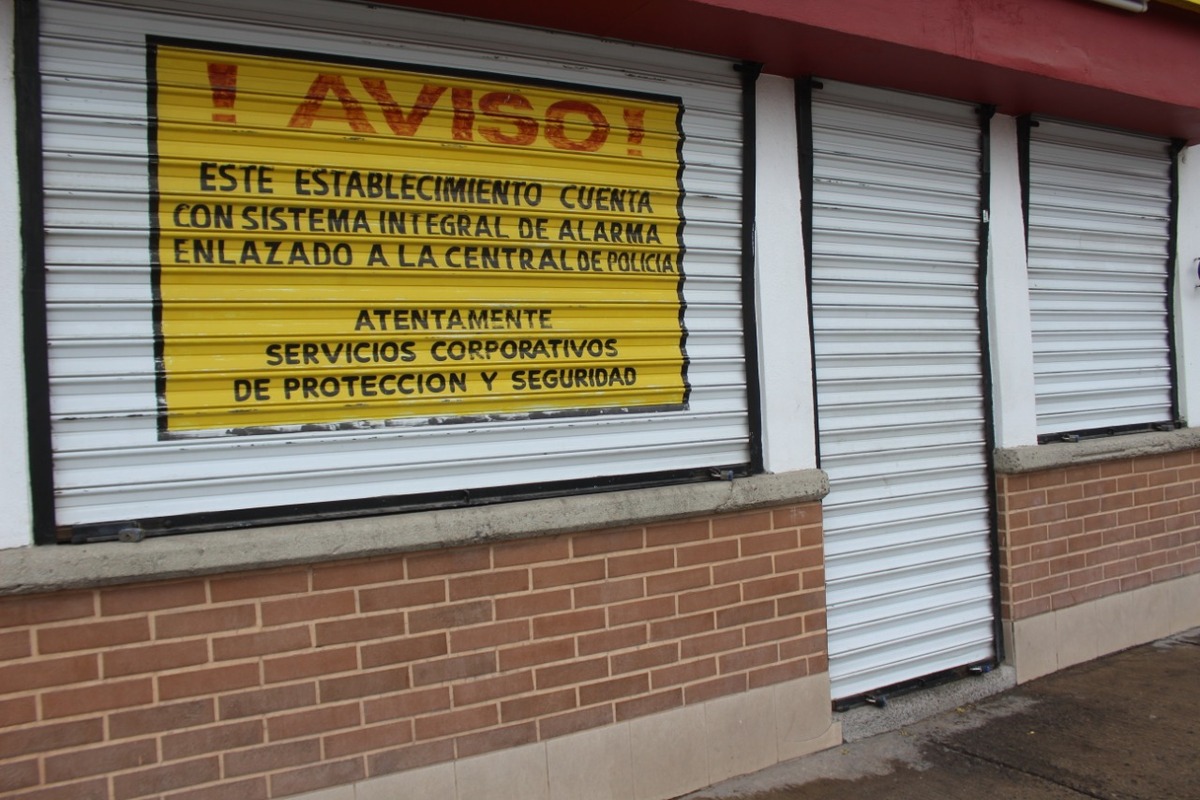 ! AVISO !
ESTE ESTABLECIMIENTO CUENTA
CON SISTEMA INTEGRAL DE ALARMA
ENLAZADO A LA CENTRAL DE POLICIA
ATENTAMENTE
SERVICIOS CORPORATIVOS
DE PROTECCION Y SEGURIDAD